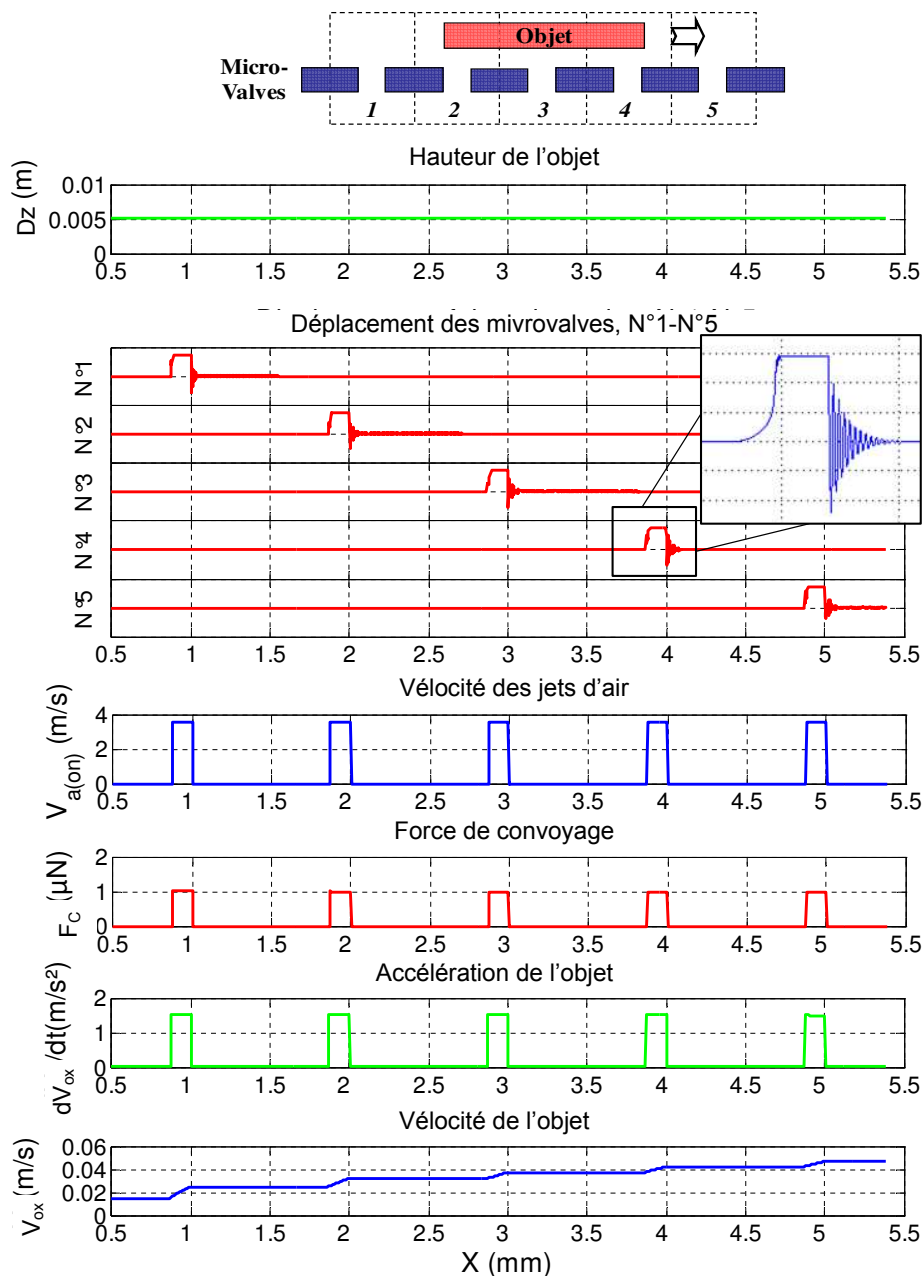 Objet
Micro-
Valves
1 2 3 4 5
Hauteur de l'objet
Dz (m)
0.01
0.005
0
0.5 1 1.5 2 2.5 3 3.5 4 4.5 5 5.5
Déplacement des mivrovalves, N°1-N°5
N°1
N°2
N°3
N°4
N°5
0.5 1 1.5 2 2.5 3 3.5 4 4.5 5 5.5
Vélocité des jets d'air
Va(on) (m/s)
4
2
0
0.5 1 1.5 2 2.5 3 3.5 4 4.5 5 5.5
Force de convoyage
FC (µN)
2
1
0
0.5 1 1.5 2 2.5 3 3.5 4 4.5 5 5.5
Accélération de l'objet
dVox /dt(m/s²)
2
1
0
0.5 1 1.5 2 2.5 3 3.5 4 4.5 5 5.5
Vélocité de l'objet
Vox (m/s)
0.06
0.04
0.02
0
0.5 1 1.5 2 2.5 3 3.5 4 4.5 5 5.5
X (mm)